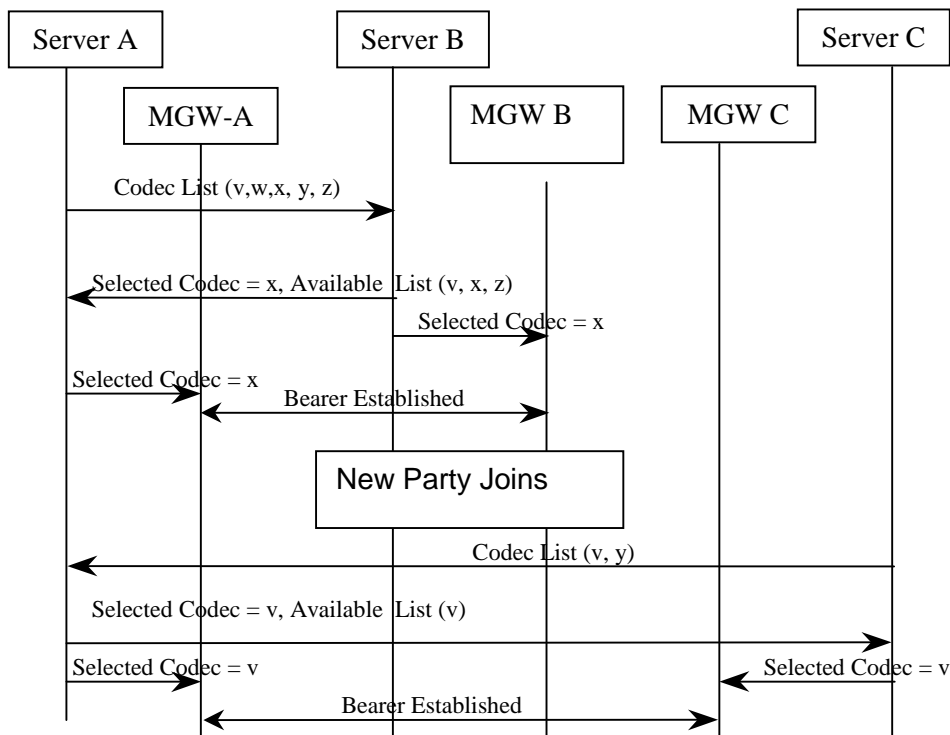 Server A
Server B
Server C
MGW-A
MGW B
MGW C
Codec List (v,w,x, y, z)
Selected Codec = x, Available List (v, x, z)
Selected Codec = x
Selected Codec = x
Bearer Established
New Party Joins
Codec List (v, y)
Selected Codec = v, Available List (v)
Selected Codec = v
Selected Codec = v
Bearer Established